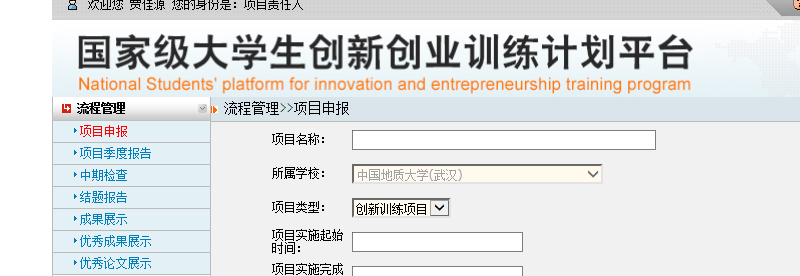 欢迎您 贾佳源 您的身份是：项目责任人
国家级大学生创新创业训练计划平台
National Students' platform for innovation and entrepreneurship training program
流程管理
流程管理>>项目申报
项目申报
项目季度报告
中期检查
结题报告
成果展示
优秀成果展示
优秀论文展示
项目名称：
所属学校：
中国地质大学(武汉)
项目类型：
创新训练项目
项目实施起始
时间：
项目实施完成